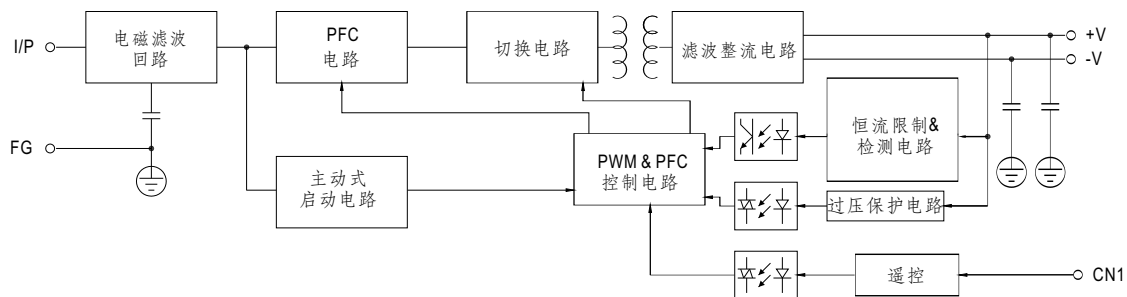 I/P
电磁滤波
回路
PFC
电路
切换电路
滤波整流电路
+V
-V
FG
主动式
启动电路
PWM & PFC
控制电路
恒流限制&
检测电路
过压保护电路
遥控
CN1